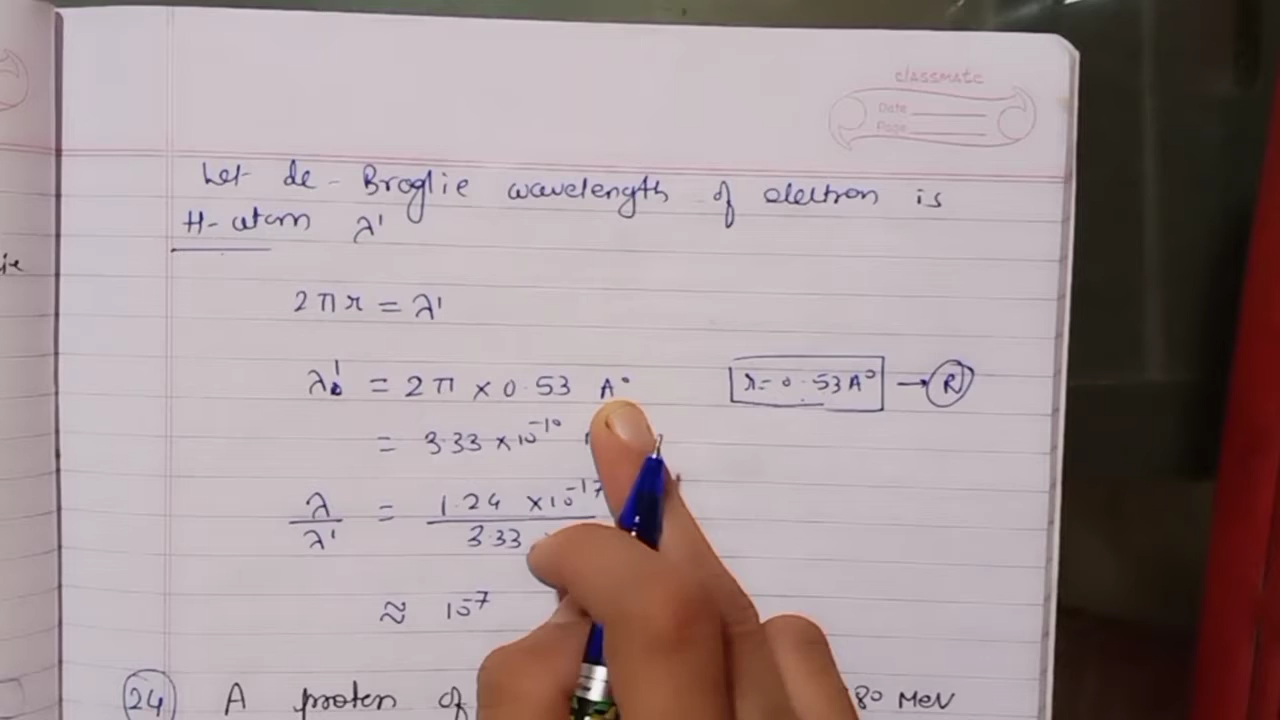 classmate
Date
Page
Let de-Broglie wavelength of electron is
H-atom λ'
2πr = λ'
λ' = 2π × 0.53 A° r = 0.53A° → R
= 3.33 × 10⁻¹⁰
λ/λ' = 1.24 × 10⁻¹⁷ / 3.33
≈ 10⁻⁷
24 A proton of 80 MeV